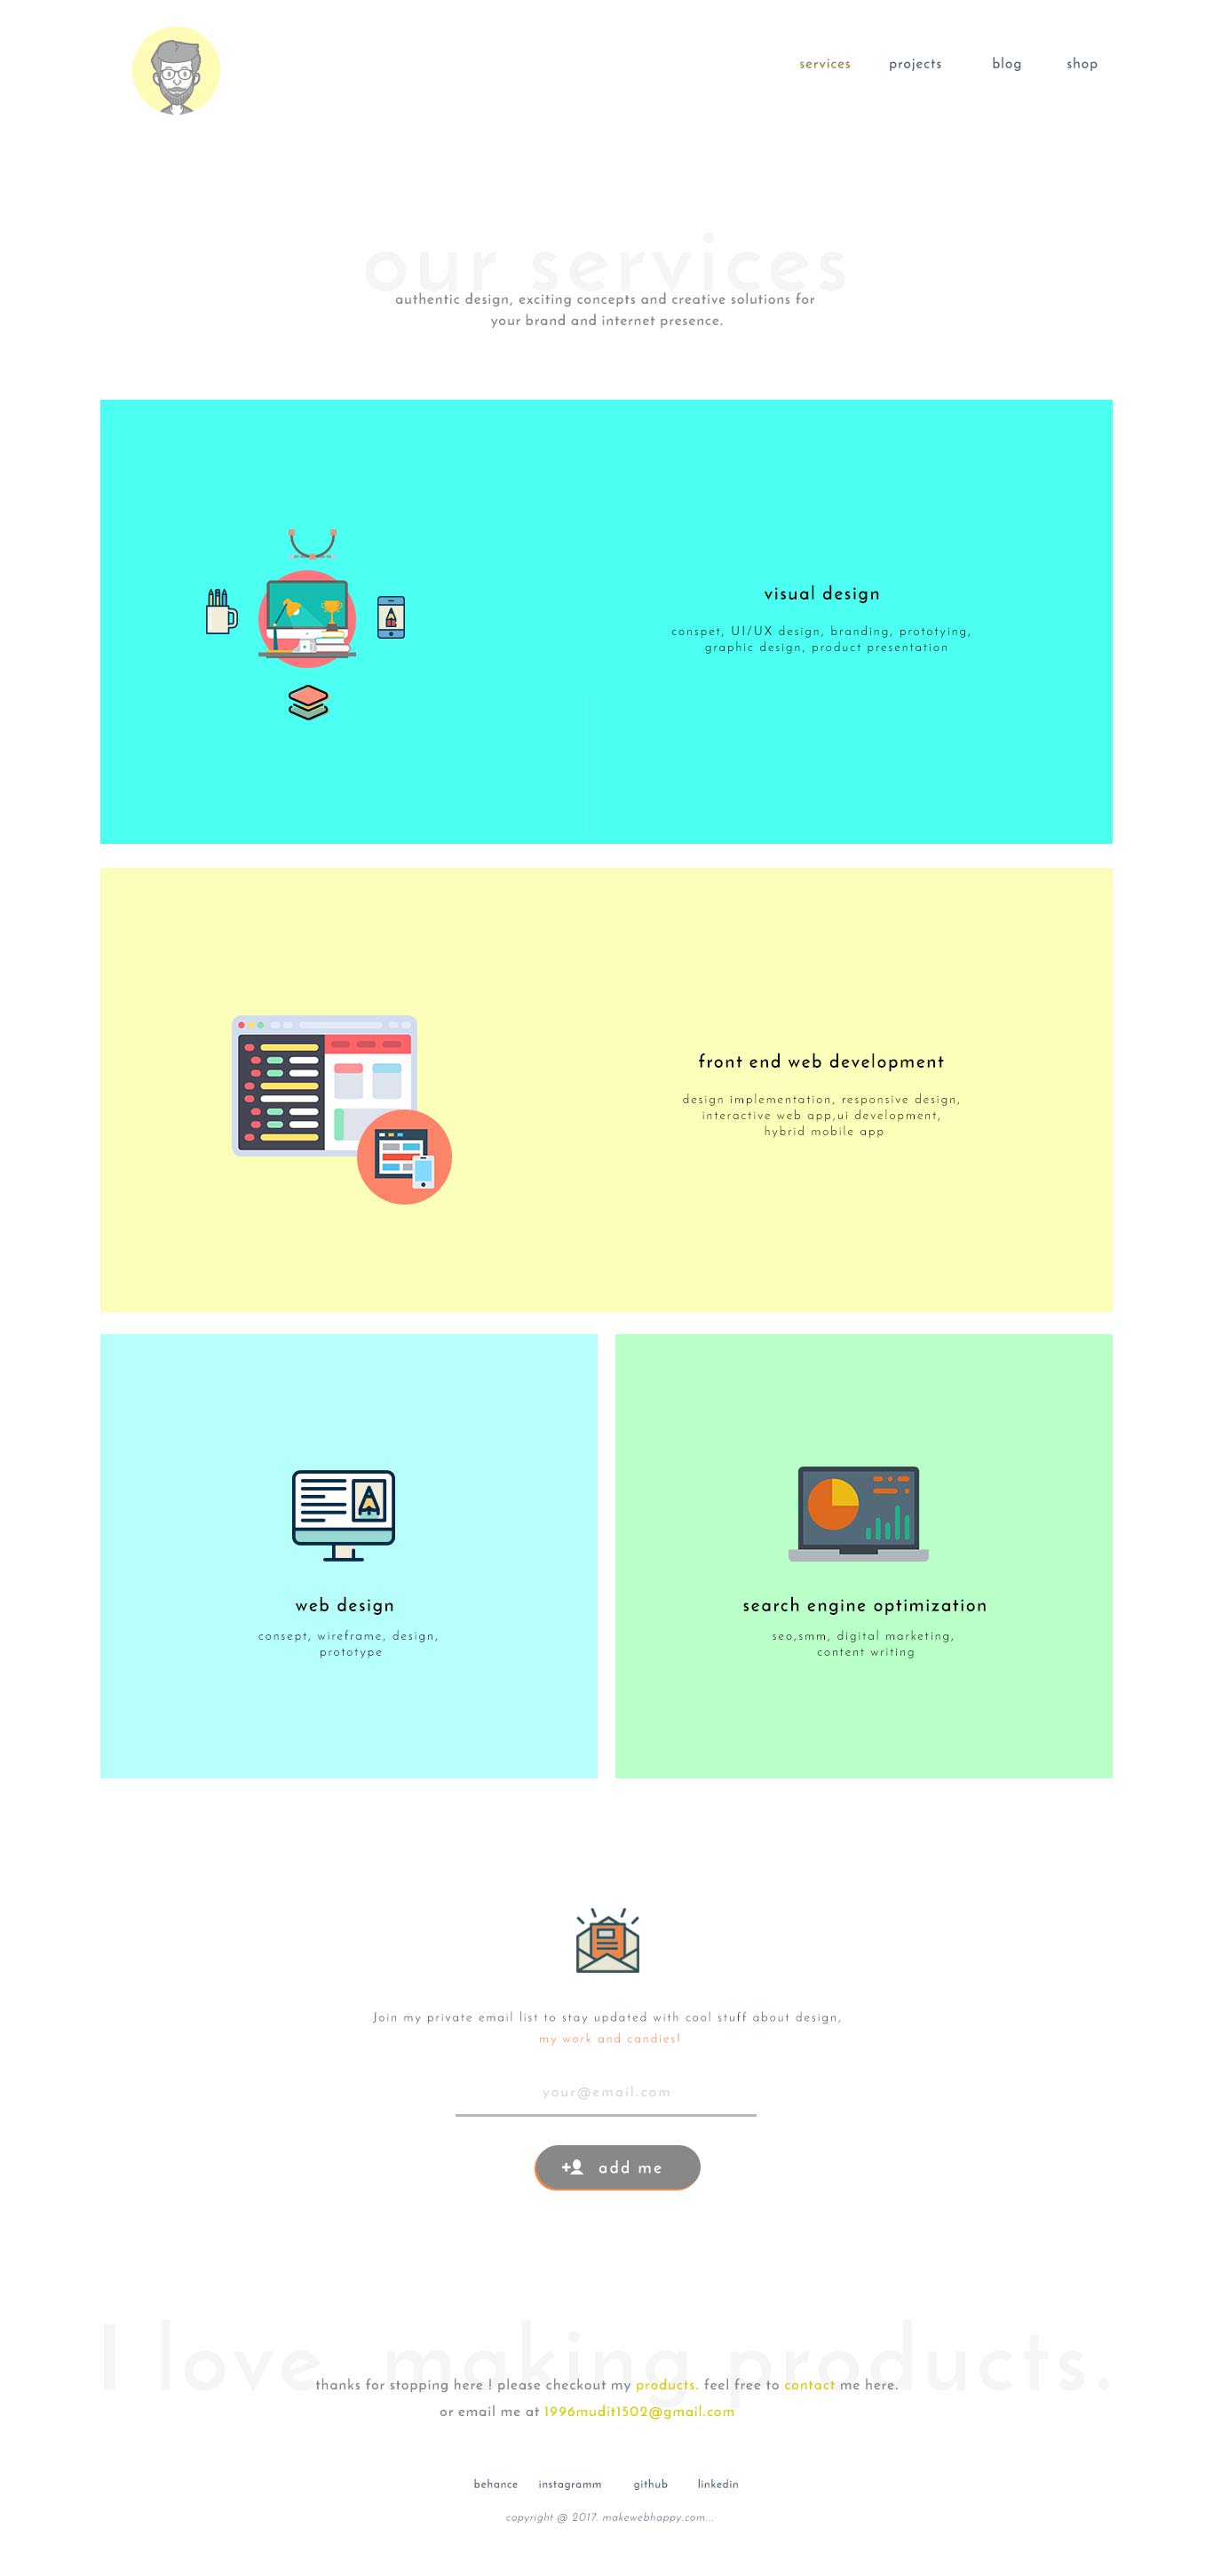 services projects blog shop
our services
authentic design, exciting concepts and creative solutions for
your brand and internet presence.
visual design
conspet, UI/UX design, branding, prototying,
graphic design, product presentation
front end web development
design implementation, responsive design,
interactive web app,ui development,
hybrid mobile app
web design
consept, wireframe, design,
prototype
search engine optimization
seo,smm, digital marketing,
content writing
Join my private email list to stay updated with cool stuff about design,
my work and candies!
your@email.com
add me
I love making products.
thanks for stopping here ! please checkout my products. feel free to contact me here.
or email me at 1996mudit1502@gmail.com
behance instagramm github linkedin
copyright @ 2017. makewebhappy.com...